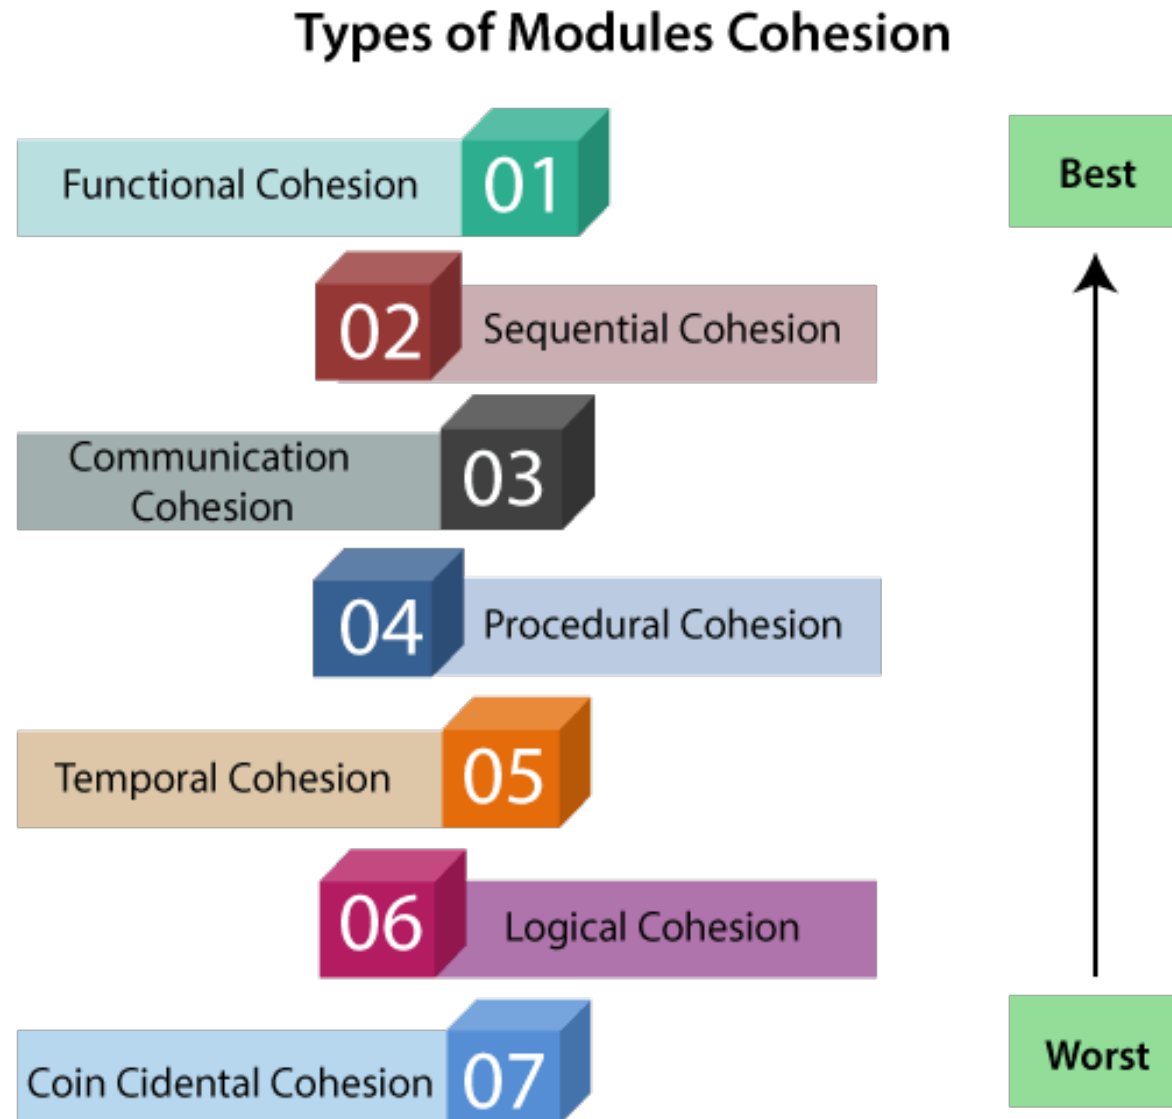 Types of Modules Cohesion
Functional Cohesion 01
Best
02 Sequential Cohesion
Communication
Cohesion
03
04 Procedural Cohesion
Temporal Cohesion 05
06 Logical Cohesion
Worst
Coin Cidental Cohesion 07